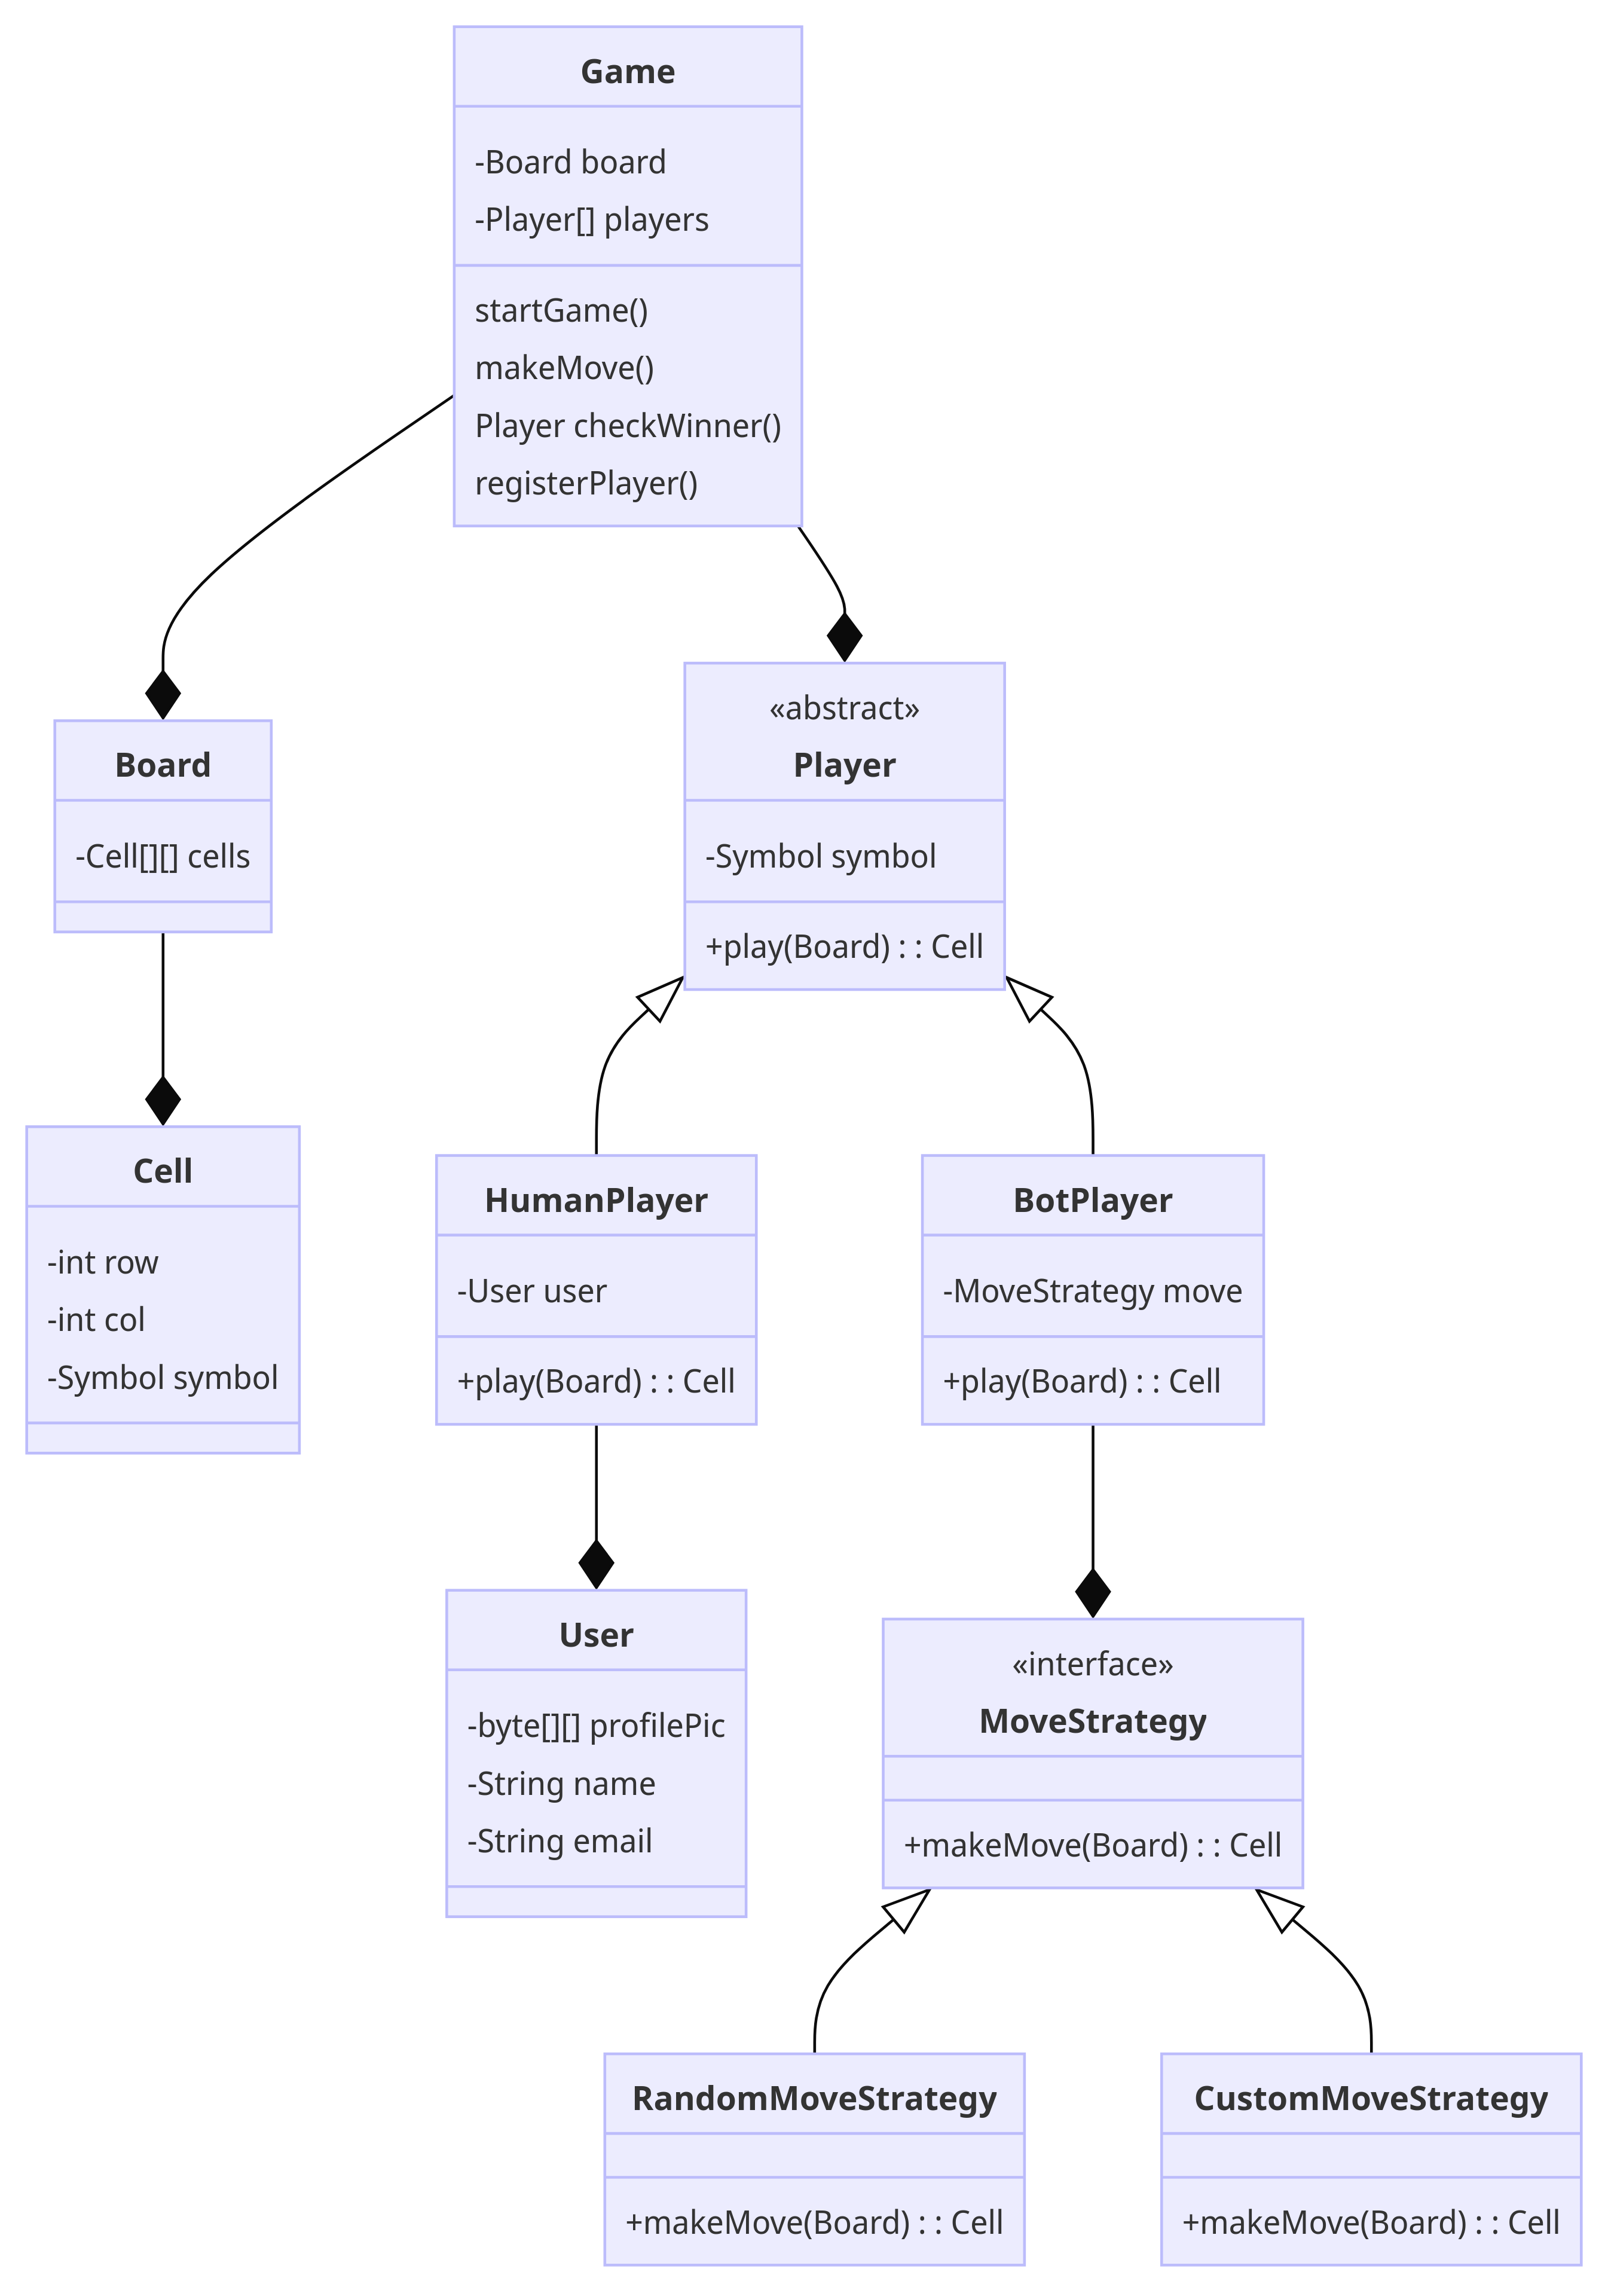 Game
-Board board
-Player[] players
startGame()
makeMove()
Player checkWinner()
registerPlayer()
Board
-Cell[][] cells
«abstract»
Player
-Symbol symbol
+play(Board) : : Cell
Cell
-int row
-int col
-Symbol symbol
HumanPlayer
-User user
+play(Board) : : Cell
BotPlayer
-MoveStrategy move
+play(Board) : : Cell
User
-byte[][] profilePic
-String name
-String email
«interface»
MoveStrategy
+makeMove(Board) : : Cell
RandomMoveStrategy
+makeMove(Board) : : Cell
CustomMoveStrategy
+makeMove(Board) : : Cell